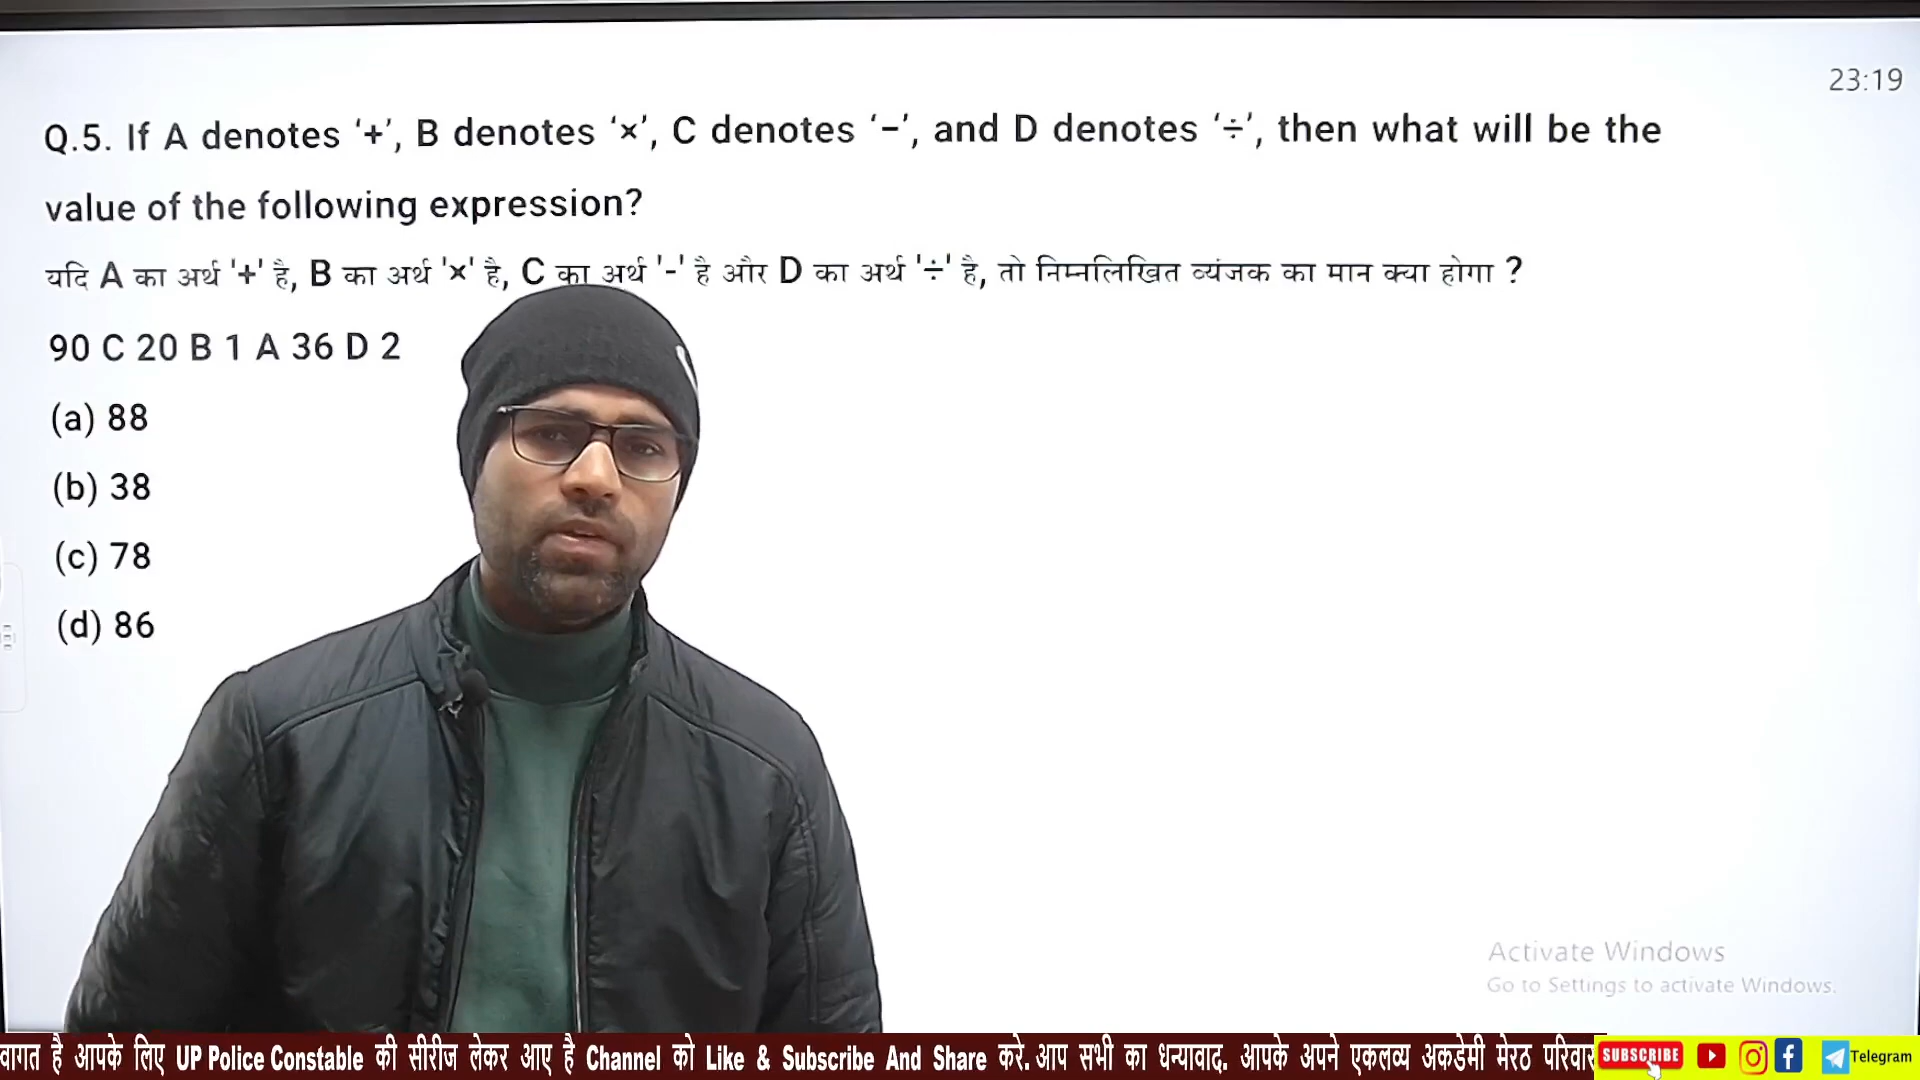 23:19
Q.5. If A denotes ‘+’, B denotes ‘×’, C denotes ‘−’, and D denotes ‘÷’, then what will be the
value of the following expression?
यदि A का अर्थ '+' है, B का अर्थ '×' है, C का अर्थ '-' है और D का अर्थ '÷' है, तो निम्नलिखित व्यंजक का मान क्या होगा ?
90 C 20 B 1 A 36 D 2
(a) 88
(b) 38
(c) 78
(d) 86
Activate Windows
Go to Settings to activate Windows.
वागत है आपके लिए UP Police Constable की सीरीज लेकर आए है Channel को Like & Subscribe And Share करे. आप सभी का धन्यावाद. आपके अपने एकलव्य अकडेमी मेरठ परिवार SUBSCRIBE Telegram